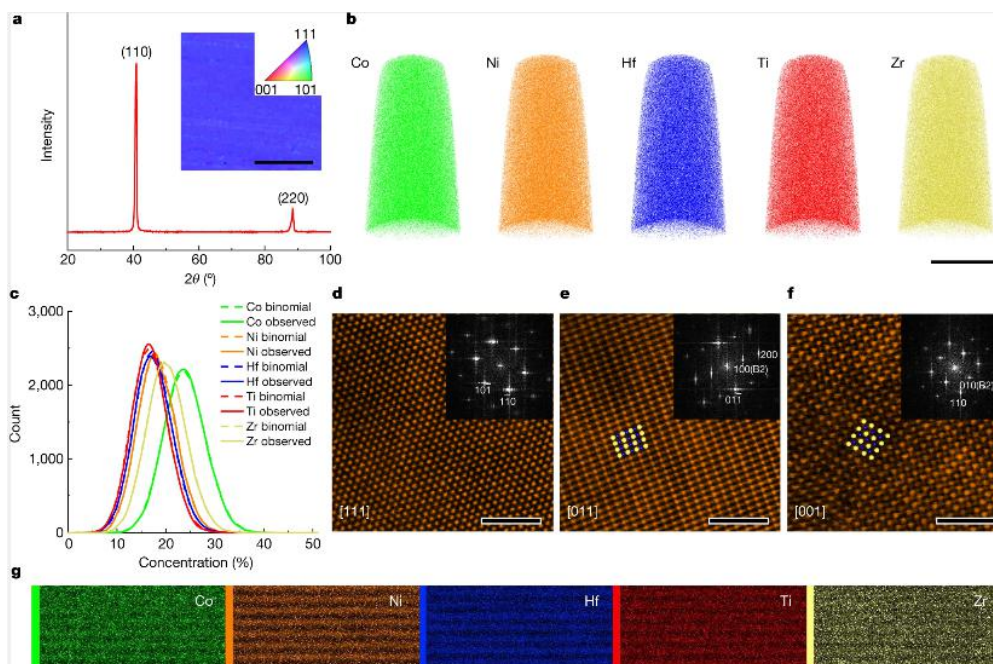 a
(110)
111
001 101
(220)
Intensity
20 40 60 80 100
2θ (°)
b
Co Ni Hf Ti Zr
c
3,000
2,000
1,000
0
0 10 20 30 40 50
Count
Concentration (%)
Co binomial
Co observed
Ni binomial
Ni observed
Hf binomial
Hf observed
Ti binomial
Ti observed
Zr binomial
Zr observed
d
101
110
[111]
e
200
100(B2)
011
[011]
f
010(B2)
110
[001]
g
Co Ni Hf Ti Zr